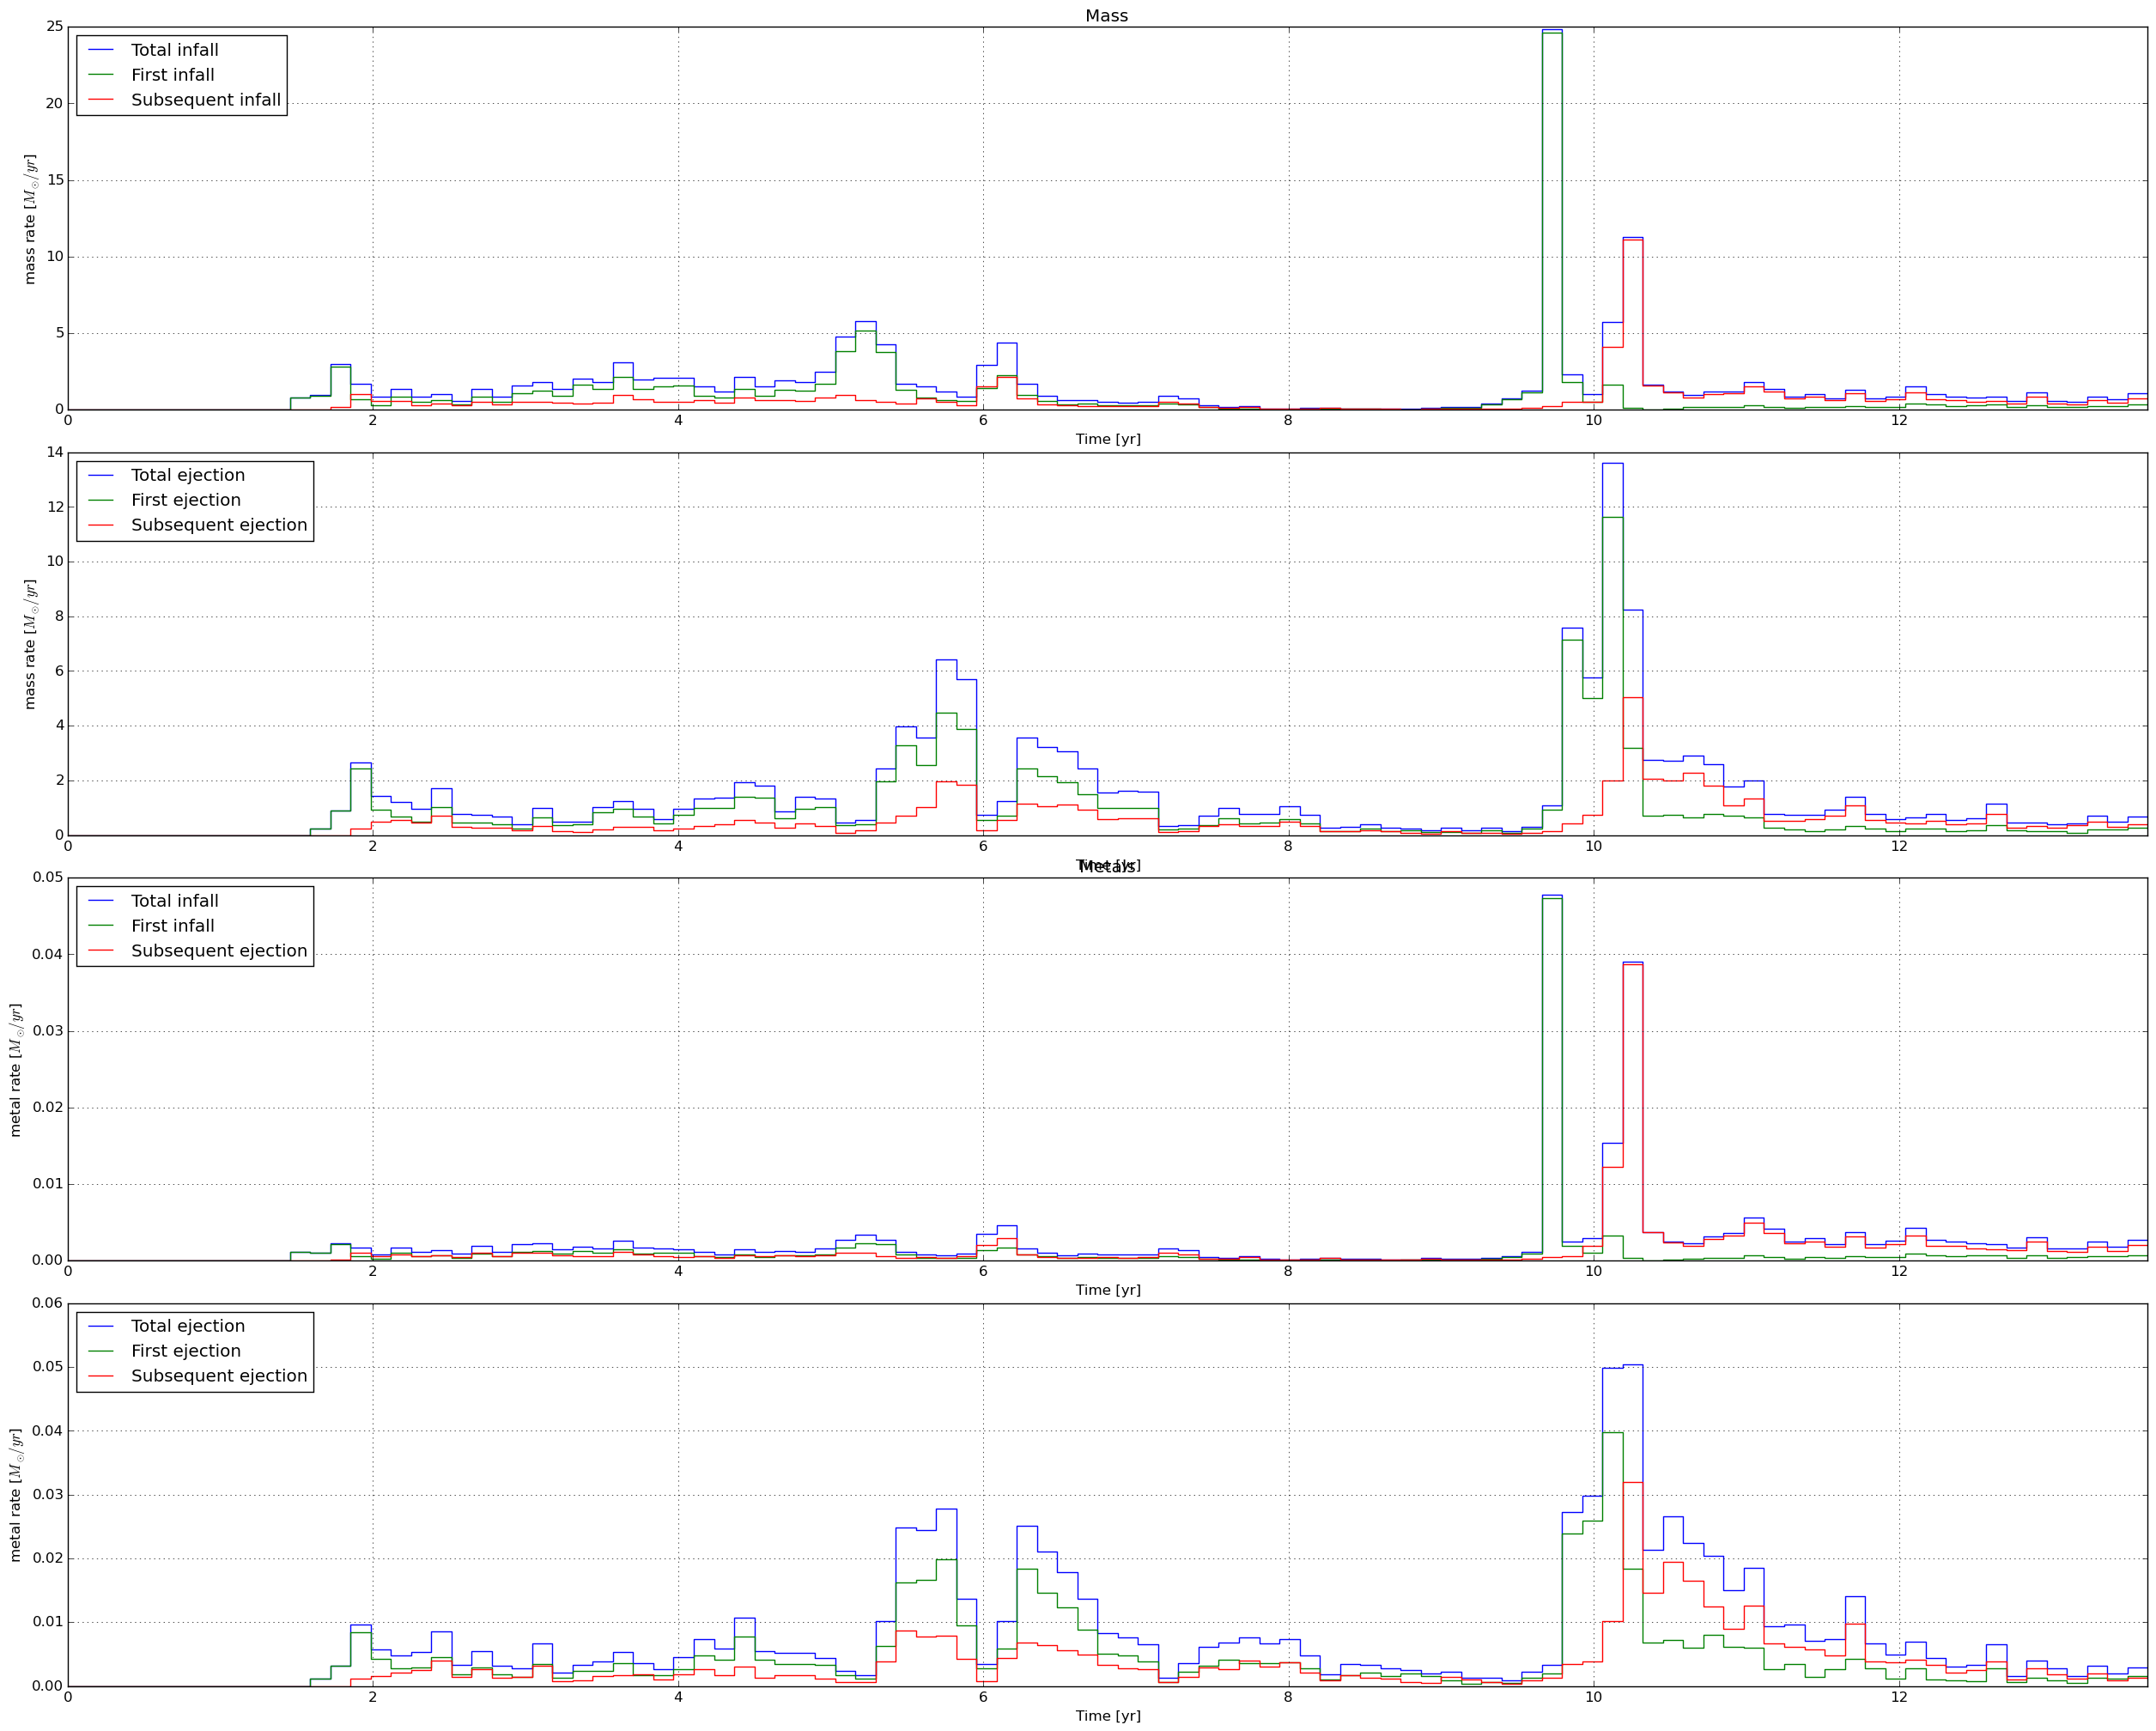 Mass
25
20
15
10
5
0
mass rate [M⊙/yr]
Total infall
First infall
Subsequent infall
0 2 4 6 8 10 12
Time [yr]
14
12
10
8
6
4
2
0
mass rate [M⊙/yr]
Total ejection
First ejection
Subsequent ejection
0 2 4 6 8 10 12
Time [yr]
Metals
0.05
0.04
0.03
0.02
0.01
0.00
metal rate [M⊙/yr]
Total infall
First infall
Subsequent ejection
0 2 4 6 8 10 12
Time [yr]
0.06
0.05
0.04
0.03
0.02
0.01
0.00
metal rate [M⊙/yr]
Total ejection
First ejection
Subsequent ejection
0 2 4 6 8 10 12
Time [yr]